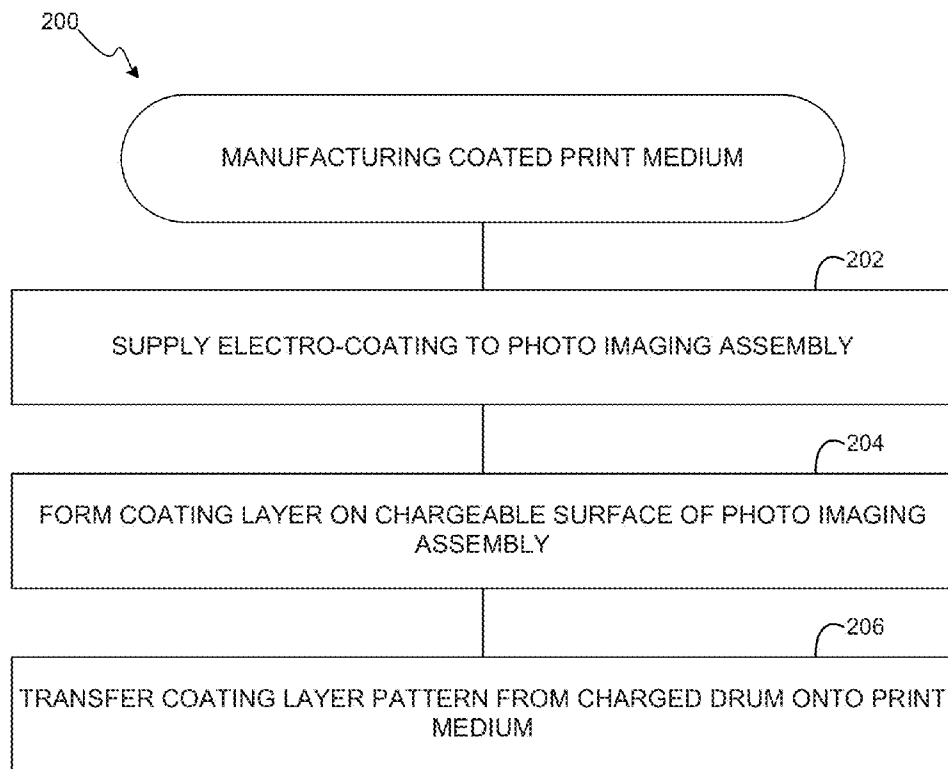 200
MANUFACTURING COATED PRINT MEDIUM
202
SUPPLY ELECTRO-COATING TO PHOTO IMAGING ASSEMBLY
204
FORM COATING LAYER ON CHARGEABLE SURFACE OF PHOTO IMAGING
ASSEMBLY
206
TRANSFER COATING LAYER PATTERN FROM CHARGED DRUM ONTO PRINT
MEDIUM